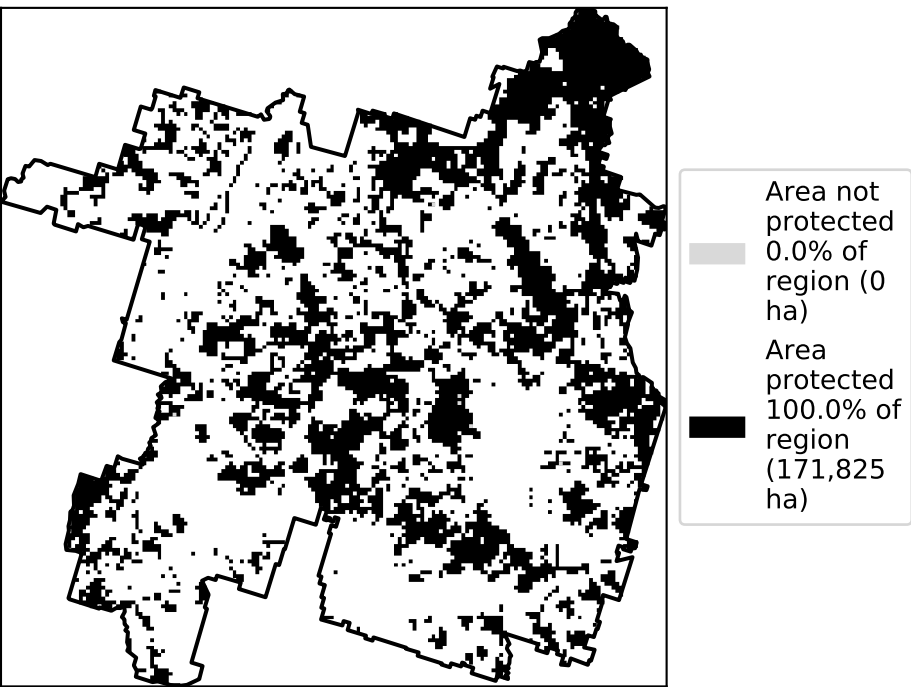 Area not
protected
0.0% of
region (0
ha)
Area
protected
100.0% of
region
(171,825
ha)